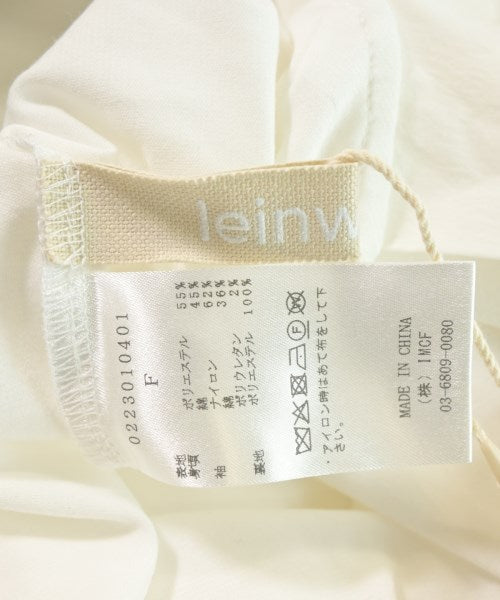 leinw
0223010401
F
表地
身頃 ポリエステル 55%
綿 45%
袖 ナイロン 62%
綿 36%
ポリウレタン 2%
裏地 ポリエステル 100%
・アイロン時はあて布をして下
さい。
MADE IN CHINA
(株) IMCF
03-6809-0080